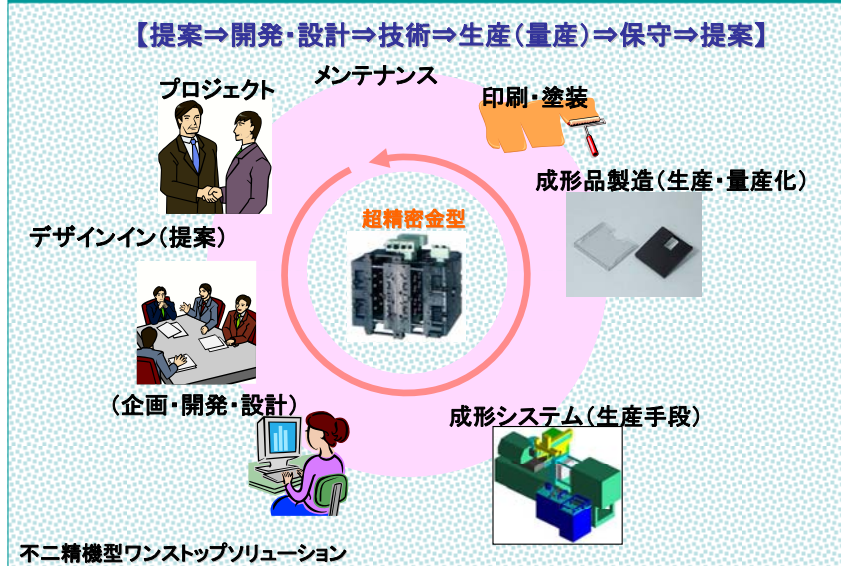 【提案⇒開発・設計⇒技術⇒生産(量産)⇒保守⇒提案】
メンテナンス
プロジェクト
印刷・塗装
成形品製造(生産・量産化)
超精密金型
デザインイン(提案)
(企画・開発・設計)
成形システム(生産手段)
不二精機型ワンストップソリューション